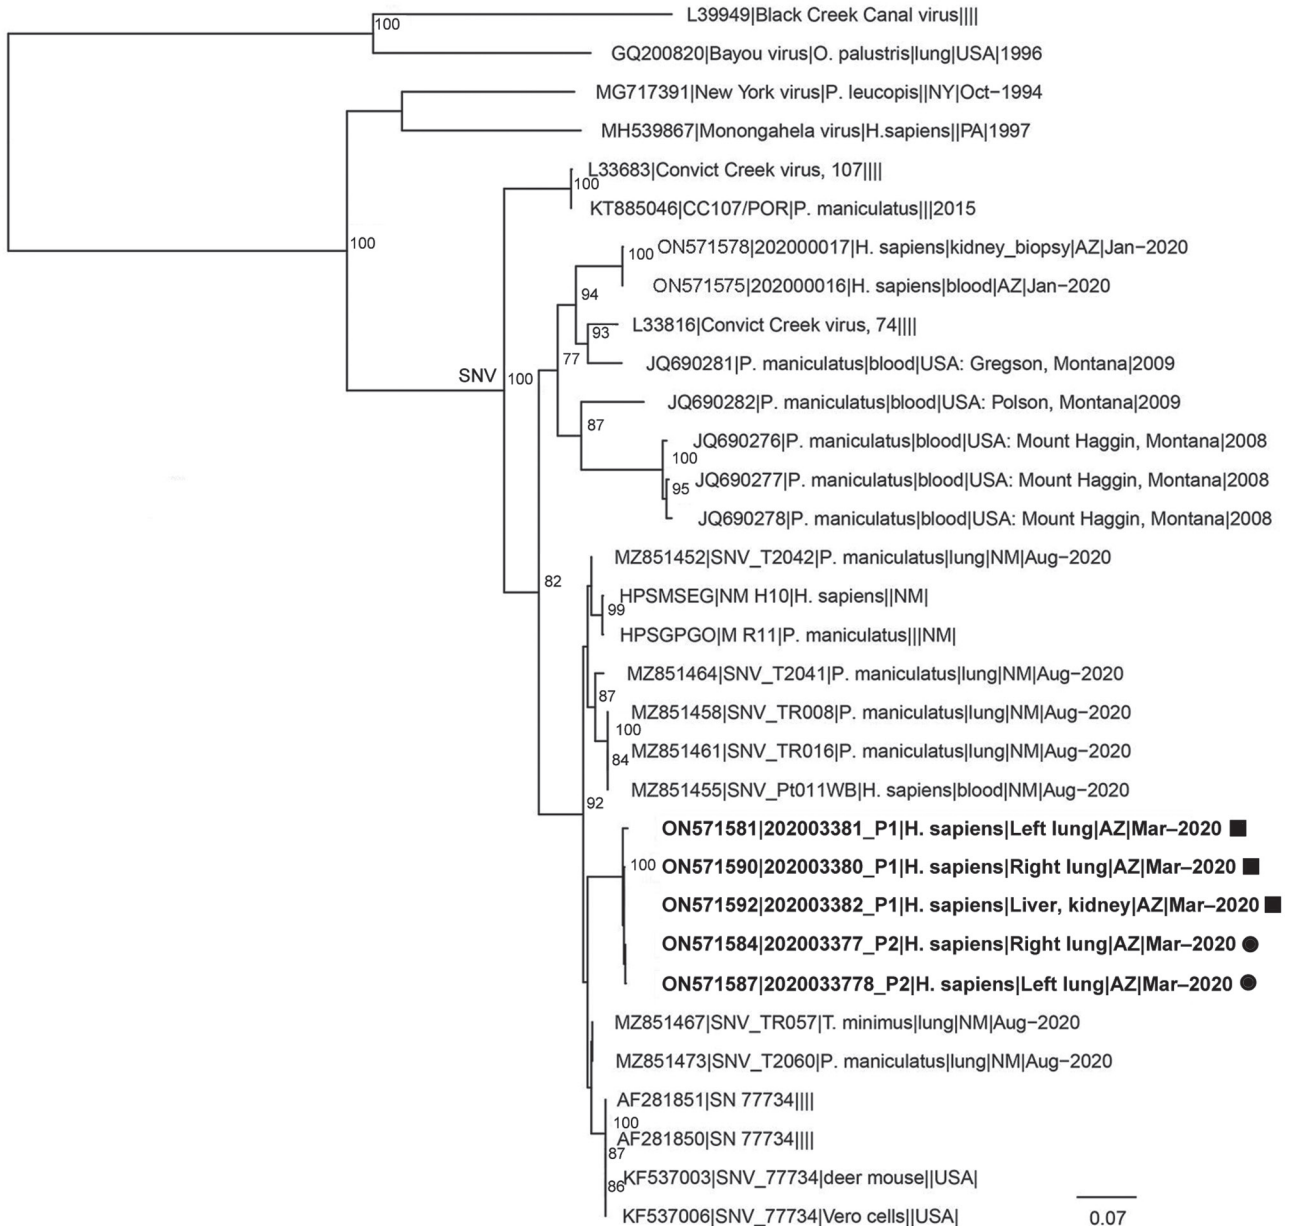 L39949|Black Creek Canal virus||||
100
GQ200820|Bayou virus|O. palustris|lung|USA|1996
MG717391|New York virus|P. leucopis||NY|Oct−1994
MH539867|Monongahela virus|H.sapiens||PA|1997
L33683|Convict Creek virus, 107||||
100
KT885046|CC107/POR|P. maniculatus|||2015
100
ON571578|202000017|H. sapiens|kidney_biopsy|AZ|Jan−2020
100
ON571575|202000016|H. sapiens|blood|AZ|Jan−2020
94
L33816|Convict Creek virus, 74||||
93
77
JQ690281|P. maniculatus|blood|USA: Gregson, Montana|2009
SNV
100
JQ690282|P. maniculatus|blood|USA: Polson, Montana|2009
87
JQ690276|P. maniculatus|blood|USA: Mount Haggin, Montana|2008
100
JQ690277|P. maniculatus|blood|USA: Mount Haggin, Montana|2008
95
JQ690278|P. maniculatus|blood|USA: Mount Haggin, Montana|2008
MZ851452|SNV_T2042|P. maniculatus|lung|NM|Aug−2020
82
HPSMSEG|NM H10|H. sapiens||NM|
99
HPSGPGO|M R11|P. maniculatus|||NM|
MZ851464|SNV_T2041|P. maniculatus|lung|NM|Aug−2020
87
MZ851458|SNV_TR008|P. maniculatus|lung|NM|Aug−2020
100
MZ851461|SNV_TR016|P. maniculatus|lung|NM|Aug−2020
84
MZ851455|SNV_Pt011WB|H. sapiens|blood|NM|Aug−2020
92
ON571581|202003381_P1|H. sapiens|Left lung|AZ|Mar–2020
100
ON571590|202003380_P1|H. sapiens|Right lung|AZ|Mar–2020
ON571592|202003382_P1|H. sapiens|Liver, kidney|AZ|Mar–2020
ON571584|202003377_P2|H. sapiens|Right lung|AZ|Mar–2020
ON571587|2020033778_P2|H. sapiens|Left lung|AZ|Mar–2020
MZ851467|SNV_TR057|T. minimus|lung|NM|Aug−2020
MZ851473|SNV_T2060|P. maniculatus|lung|NM|Aug−2020
AF281851|SN 77734||||
100
AF281850|SN 77734||||
87
KF537003|SNV_77734|deer mouse||USA|
86
KF537006|SNV_77734|Vero cells||USA|
0.07